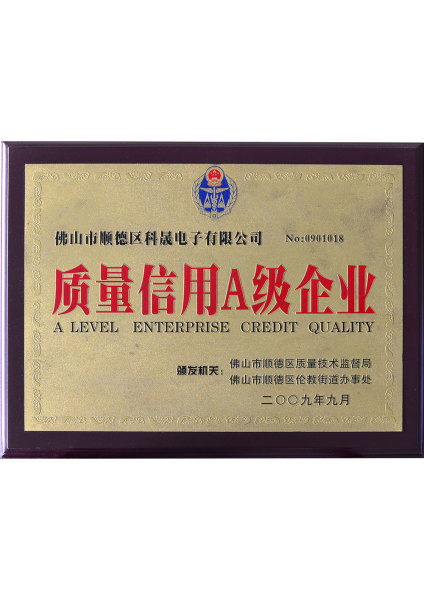 佛山市顺德区科晟电子有限公司 No:0901018
质量信用A级企业
A LEVEL ENTERPRISE CREDIT QUALITY
颁发机关：
佛山市顺德区质量技术监督局
佛山市顺德区伦教街道办事处
二〇〇九年九月